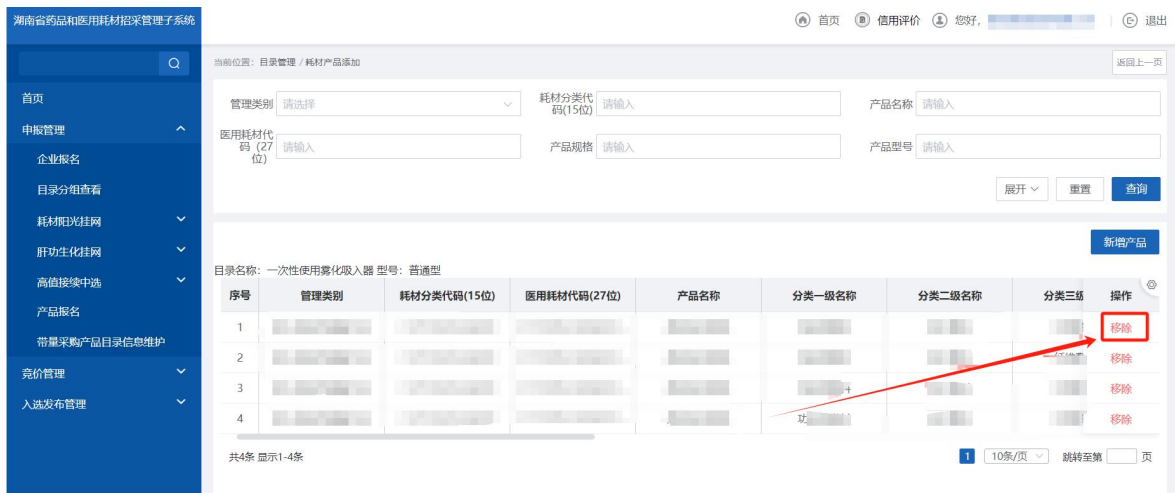 湖南省药品和医用耗材招采管理子系统
首页 信用评价 您好, 退出
当前位置: 目录管理 / 耗材产品添加 返回上一页
首页
申报管理
企业报名
目录分组查看
耗材阳光挂网
肝功生化挂网
高值接续中选
产品报名
带量采购产品目录信息维护
竞价管理
入选发布管理
管理类别 请选择 耗材分类代码(15位) 请输入 产品名称 请输入
医用耗材代码 (27位) 请输入 产品规格 请输入 产品型号 请输入
展开 重置 查询
新增产品
目录名称: 一次性使用雾化吸入器 型号: 普通型
序号 管理类别 耗材分类代码(15位) 医用耗材代码(27位) 产品名称 分类一级名称 分类二级名称 分类三级 操作
1 移除
2 移除
3 移除
4 移除
共4条 显示1-4条 1 10条/页 跳转至第 页